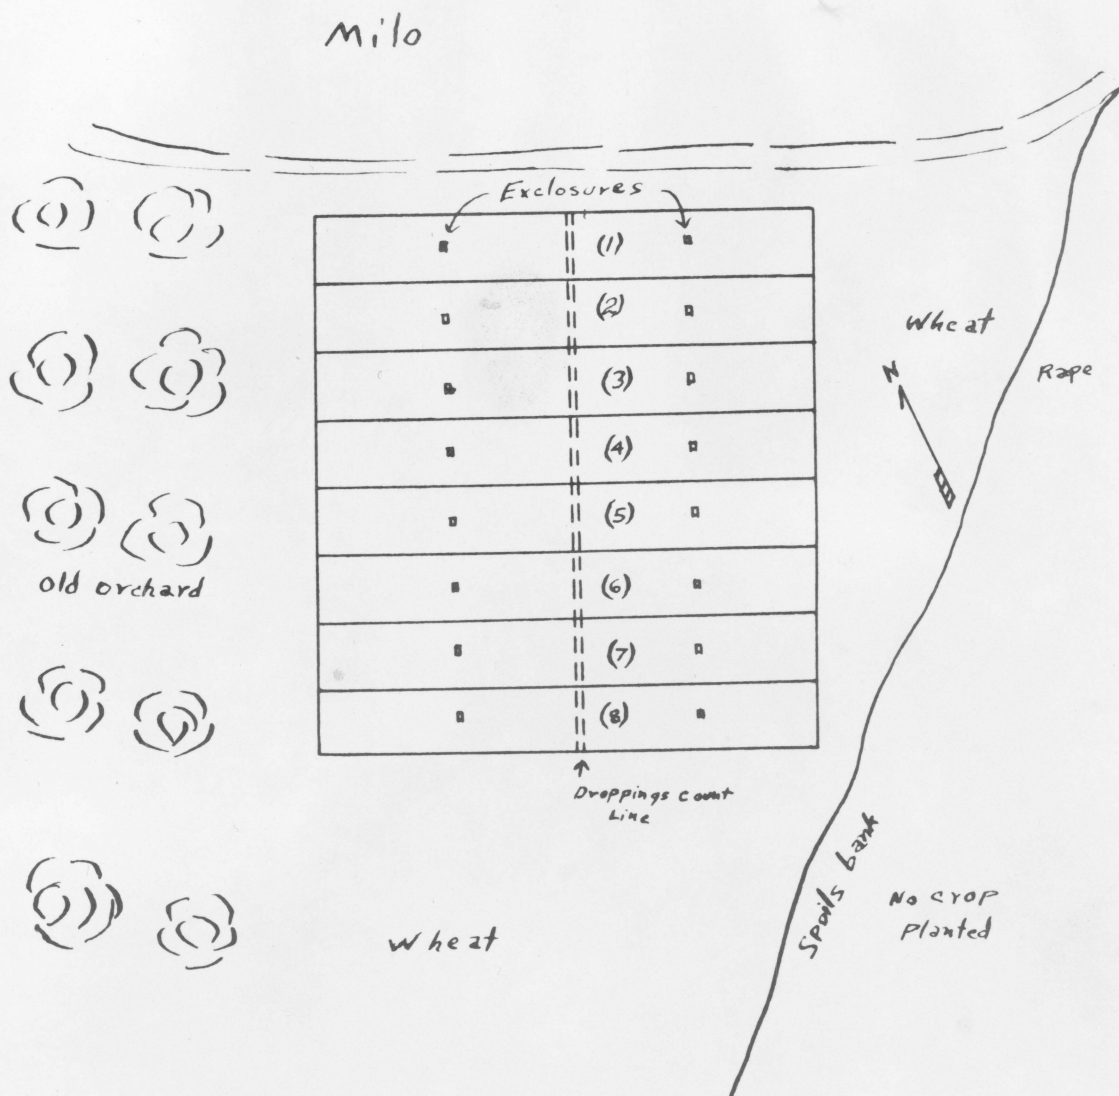 Milo
Exclosures
(1)
(2)
Wheat
N
(3)
Rape
(4)
(5)
Old orchard
(6)
(7)
(8)
Droppings count
Line
Spoils bank
No crop
Planted
Wheat